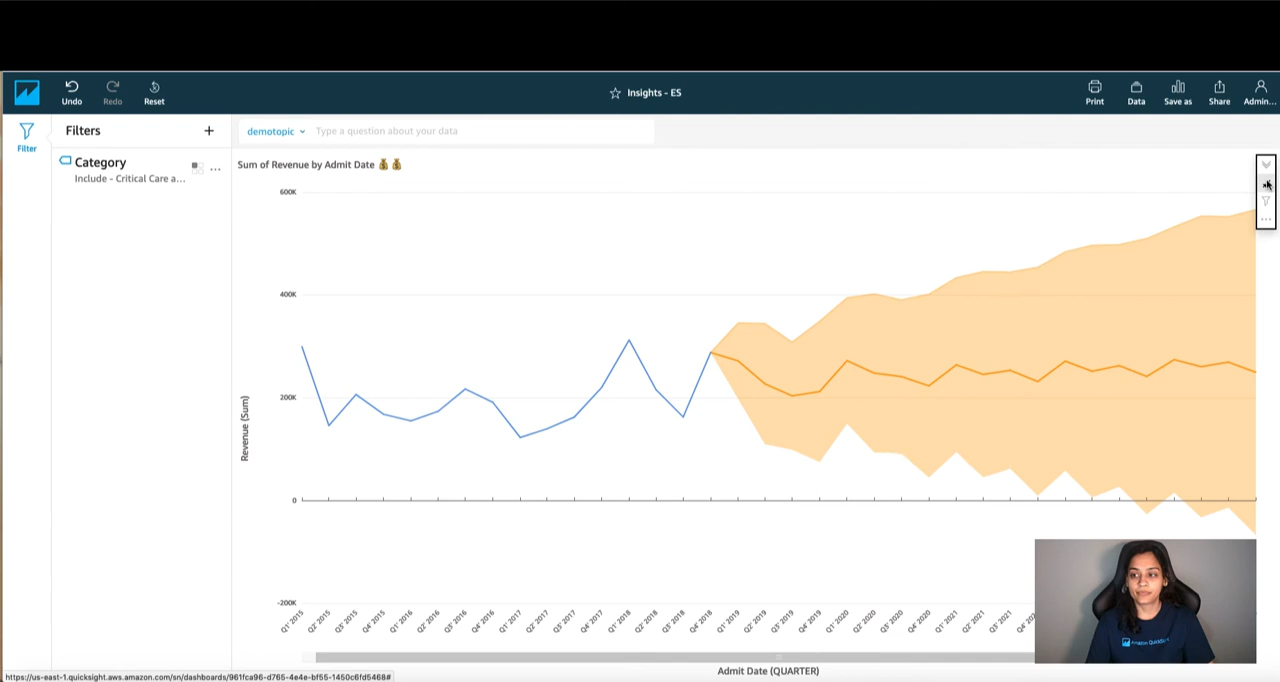 Undo
Redo
Reset
Insights - ES
Print
Data
Save as
Share
Admin...
Filter
Filters
Category
Include - Critical Care a...
demotopic
Type a question about your data
Sum of Revenue by Admit Date 💰 💰
Revenue (Sum)
600K
400K
200K
0
-200K
Q1' 2015
Q2' 2015
Q3' 2015
Q4' 2015
Q1' 2016
Q2' 2016
Q3' 2016
Q4' 2016
Q1' 2017
Q2' 2017
Q3' 2017
Q4' 2017
Q1' 2018
Q2' 2018
Q3' 2018
Q4' 2018
Q1' 2019
Q2' 2019
Q3' 2019
Q4' 2019
Q1' 2020
Q2' 2020
Q3' 2020
Q4' 2020
Q1' 2021
Q2' 2021
Q3' 2021
Admit Date (QUARTER)
https://us-east-1.quicksight.aws.amazon.com/sn/dashboards/961fca96-d765-4e4e-bf55-1450c6fd5468#